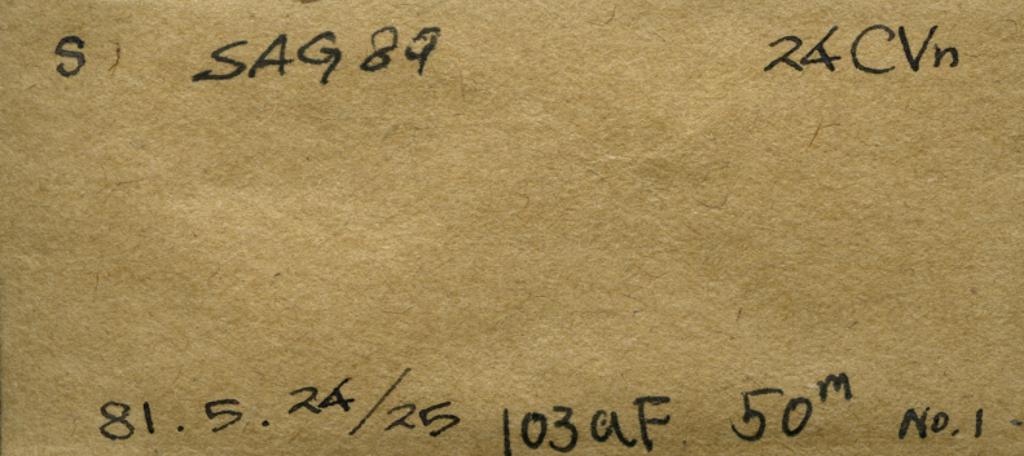 S SAG 89 24 CVn
81.5.24/25 103aF 50m No.1